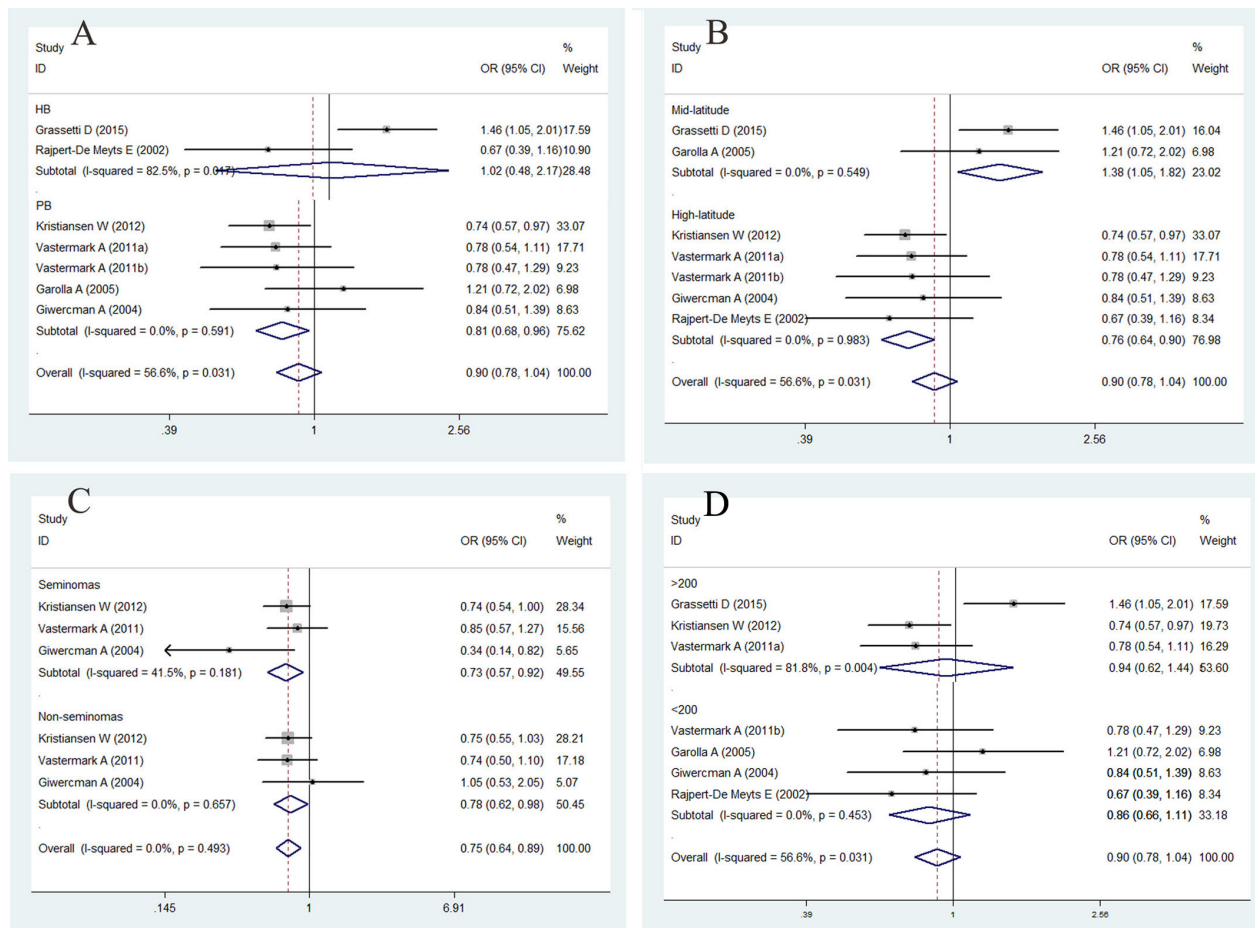 A
Study %
ID OR (95% CI) Weight
HB
Grassetti D (2015) 1.46 (1.05, 2.01) 17.59
Rajpert-De Meyts E (2002) 0.67 (0.39, 1.16) 10.90
Subtotal (I-squared = 82.5%, p = 0.017) 1.02 (0.48, 2.17) 28.48
.
PB
Kristiansen W (2012) 0.74 (0.57, 0.97) 33.07
Vastermark A (2011a) 0.78 (0.54, 1.11) 17.71
Vastermark A (2011b) 0.78 (0.47, 1.29) 9.23
Garolla A (2005) 1.21 (0.72, 2.02) 6.98
Giwercman A (2004) 0.84 (0.51, 1.39) 8.63
Subtotal (I-squared = 0.0%, p = 0.591) 0.81 (0.68, 0.96) 75.62
.
Overall (I-squared = 56.6%, p = 0.031) 0.90 (0.78, 1.04) 100.00
.39 1 2.56
B
Study %
ID OR (95% CI) Weight
Mid-latitude
Grassetti D (2015) 1.46 (1.05, 2.01) 16.04
Garolla A (2005) 1.21 (0.72, 2.02) 6.98
Subtotal (I-squared = 0.0%, p = 0.549) 1.38 (1.05, 1.82) 23.02
.
High-latitude
Kristiansen W (2012) 0.74 (0.57, 0.97) 33.07
Vastermark A (2011a) 0.78 (0.54, 1.11) 17.71
Vastermark A (2011b) 0.78 (0.47, 1.29) 9.23
Giwercman A (2004) 0.84 (0.51, 1.39) 8.63
Rajpert-De Meyts E (2002) 0.67 (0.39, 1.16) 8.34
Subtotal (I-squared = 0.0%, p = 0.983) 0.76 (0.64, 0.90) 76.98
.
Overall (I-squared = 56.6%, p = 0.031) 0.90 (0.78, 1.04) 100.00
.39 1 2.56
C
Study %
ID OR (95% CI) Weight
Seminomas
Kristiansen W (2012) 0.74 (0.54, 1.00) 28.34
Vastermark A (2011) 0.85 (0.57, 1.27) 15.56
Giwercman A (2004) 0.34 (0.14, 0.82) 5.65
Subtotal (I-squared = 41.5%, p = 0.181) 0.73 (0.57, 0.92) 49.55
.
Non-seminomas
Kristiansen W (2012) 0.75 (0.55, 1.03) 28.21
Vastermark A (2011) 0.74 (0.50, 1.10) 17.18
Giwercman A (2004) 1.05 (0.53, 2.05) 5.07
Subtotal (I-squared = 0.0%, p = 0.657) 0.78 (0.62, 0.98) 50.45
.
Overall (I-squared = 0.0%, p = 0.493) 0.75 (0.64, 0.89) 100.00
.145 1 6.91
D
Study %
ID OR (95% CI) Weight
>200
Grassetti D (2015) 1.46 (1.05, 2.01) 17.59
Kristiansen W (2012) 0.74 (0.57, 0.97) 19.73
Vastermark A (2011a) 0.78 (0.54, 1.11) 16.29
Subtotal (I-squared = 81.8%, p = 0.004) 0.94 (0.62, 1.44) 53.60
.
<200
Vastermark A (2011b) 0.78 (0.47, 1.29) 9.23
Garolla A (2005) 1.21 (0.72, 2.02) 6.98
Giwercman A (2004) 0.84 (0.51, 1.39) 8.63
Rajpert-De Meyts E (2002) 0.67 (0.39, 1.16) 8.34
Subtotal (I-squared = 0.0%, p = 0.453) 0.86 (0.66, 1.11) 33.18
.
Overall (I-squared = 56.6%, p = 0.031) 0.90 (0.78, 1.04) 100.00
.39 1 2.56